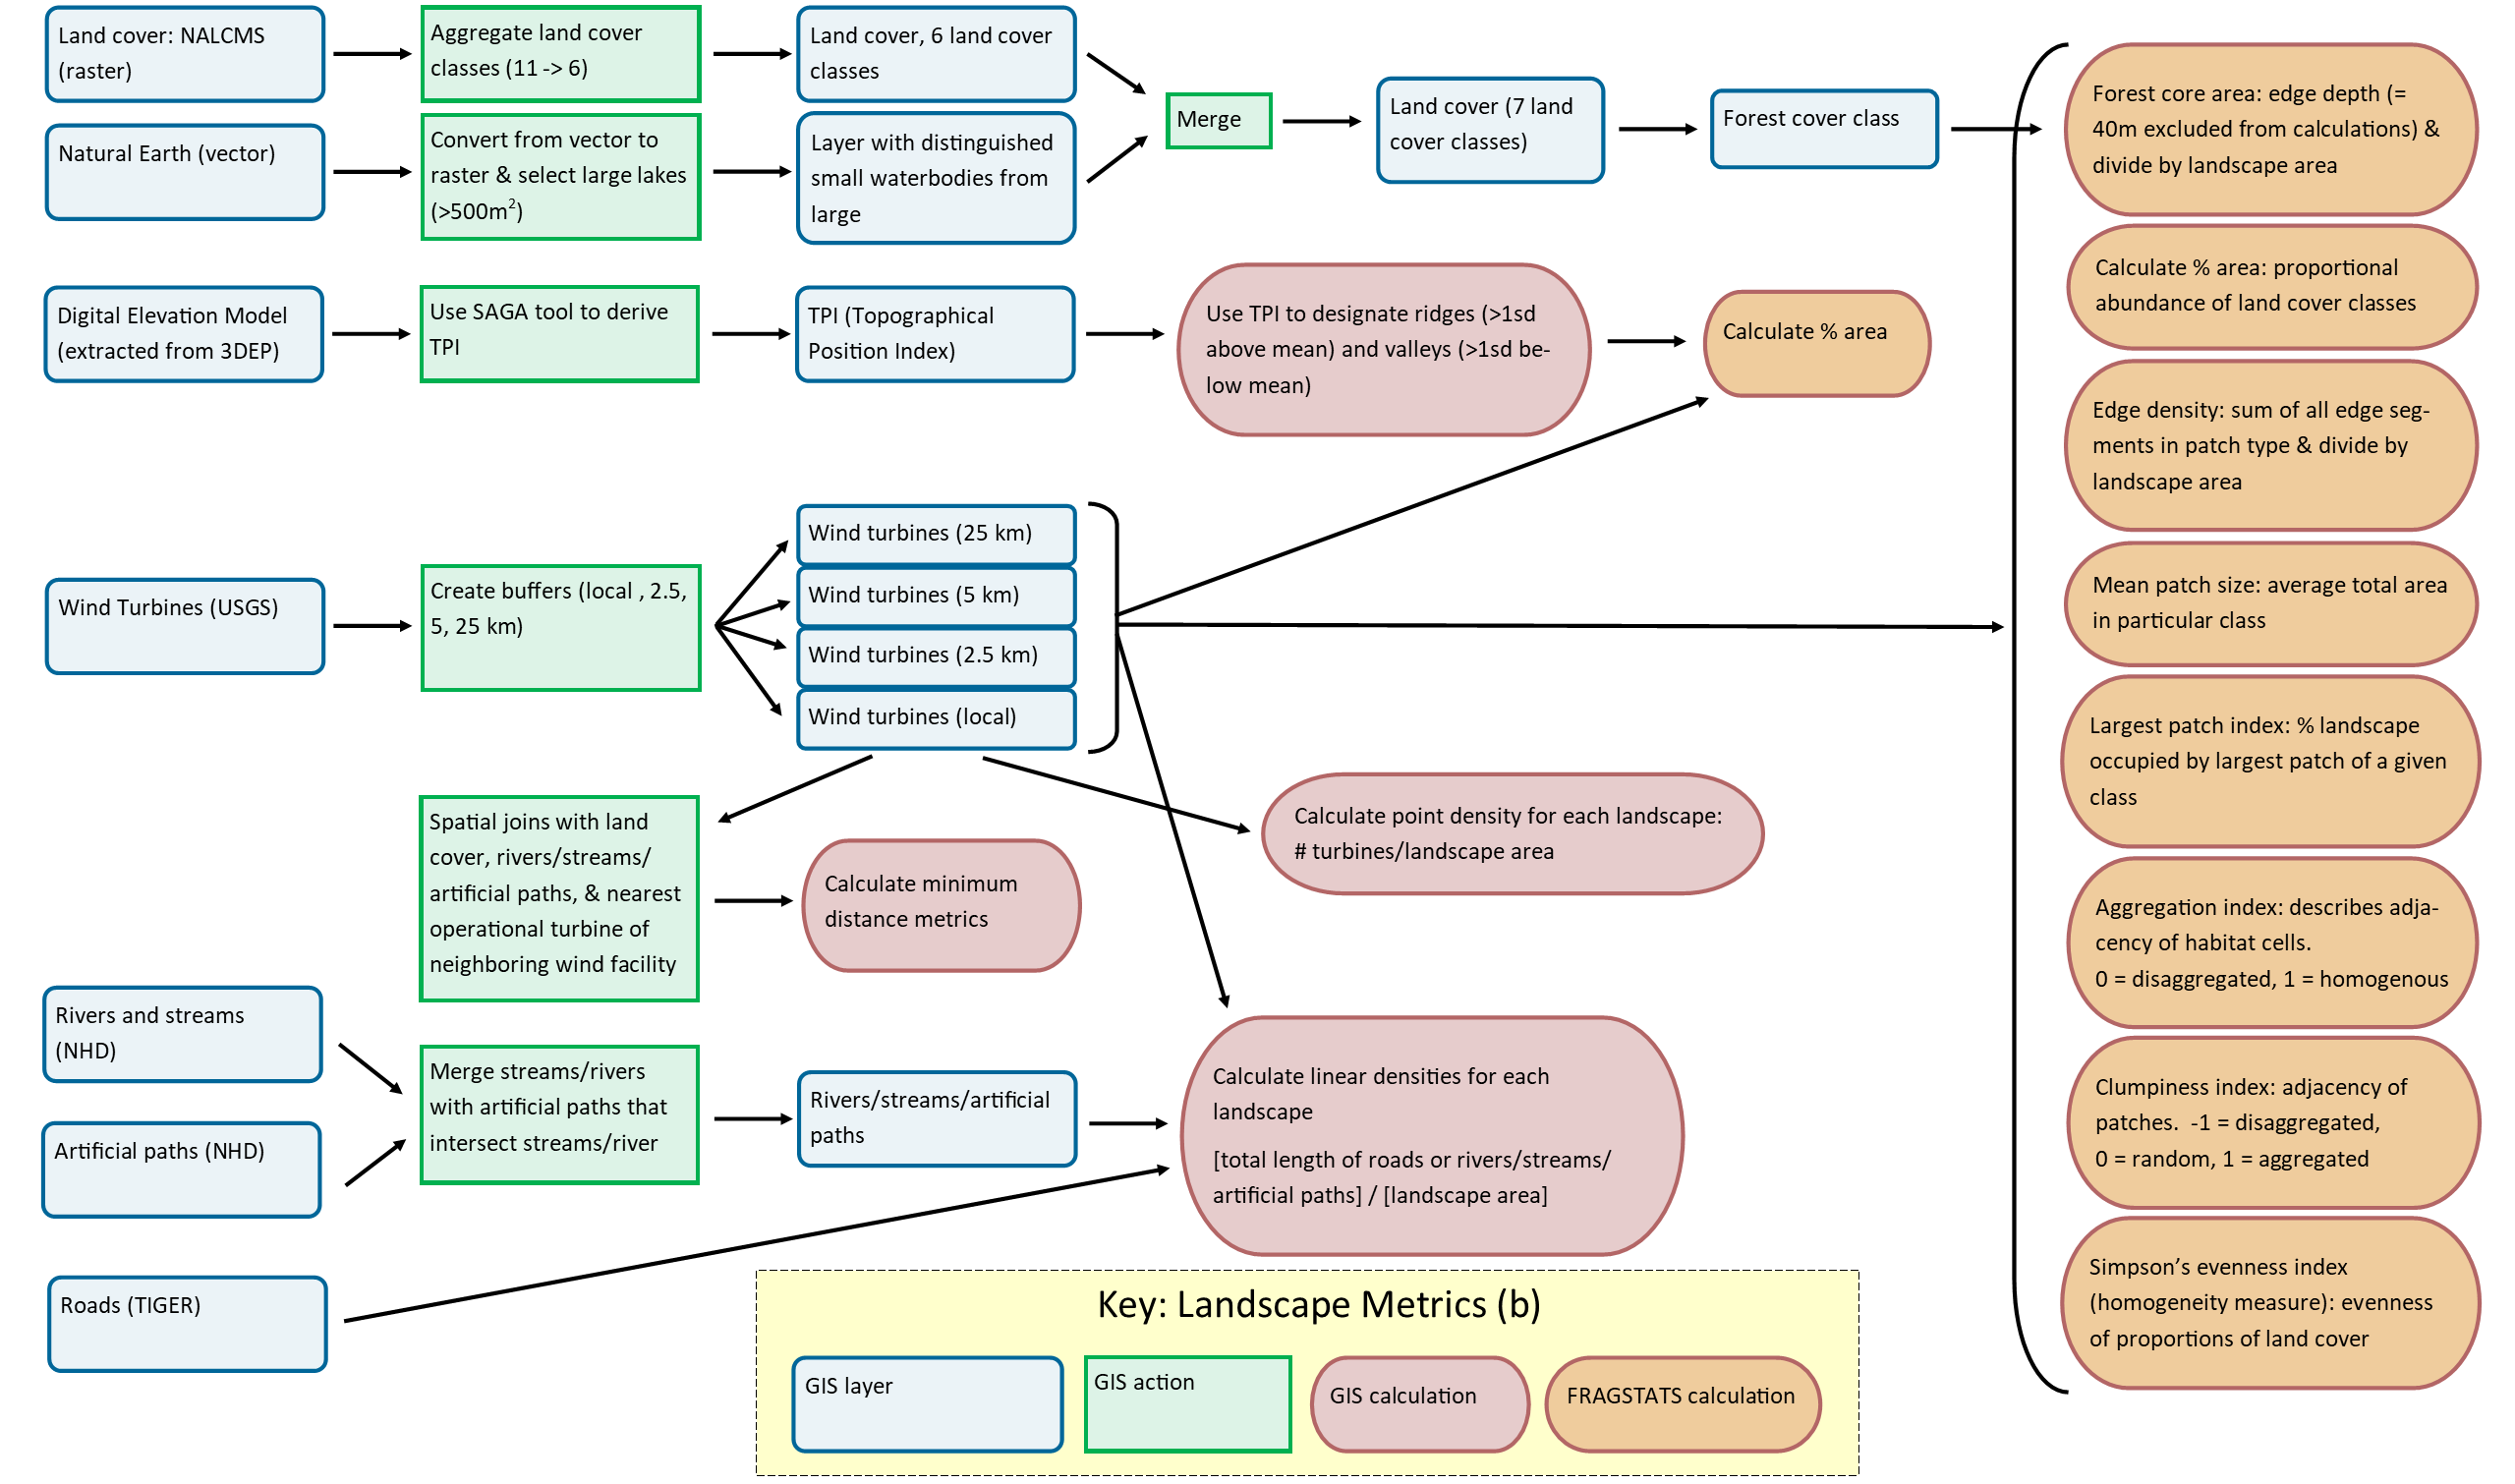 Land cover: NALCMS
(raster)
Aggregate land cover
classes (11 -> 6)
Land cover, 6 land cover
classes
Natural Earth (vector)
Convert from vector to
raster & select large lakes
(>500m²)
Layer with distinguished
small waterbodies from
large
Merge
Land cover (7 land
cover classes)
Forest cover class
Digital Elevation Model
(extracted from 3DEP)
Use SAGA tool to derive
TPI
TPI (Topographical
Position Index)
Use TPI to designate ridges (>1sd
above mean) and valleys (>1sd be-
low mean)
Calculate % area
Wind Turbines (USGS)
Create buffers (local , 2.5,
5, 25 km)
Wind turbines (25 km)
Wind turbines (5 km)
Wind turbines (2.5 km)
Wind turbines (local)
Spatial joins with land
cover, rivers/streams/
artificial paths, & nearest
operational turbine of
neighboring wind facility
Calculate minimum
distance metrics
Calculate point density for each landscape:
# turbines/landscape area
Rivers and streams
(NHD)
Artificial paths (NHD)
Merge streams/rivers
with artificial paths that
intersect streams/river
Rivers/streams/artificial
paths
Calculate linear densities for each
landscape
[total length of roads or rivers/streams/
artificial paths] / [landscape area]
Roads (TIGER)
Forest core area: edge depth (=
40m excluded from calculations) &
divide by landscape area
Calculate % area: proportional
abundance of land cover classes
Edge density: sum of all edge seg-
ments in patch type & divide by
landscape area
Mean patch size: average total area
in particular class
Largest patch index: % landscape
occupied by largest patch of a given
class
Aggregation index: describes adja-
cency of habitat cells.
0 = disaggregated, 1 = homogenous
Clumpiness index: adjacency of
patches.  -1 = disaggregated,
0 = random, 1 = aggregated
Simpson’s evenness index
(homogeneity measure): evenness
of proportions of land cover
Key: Landscape Metrics (b)
GIS layer
GIS action
GIS calculation
FRAGSTATS calculation